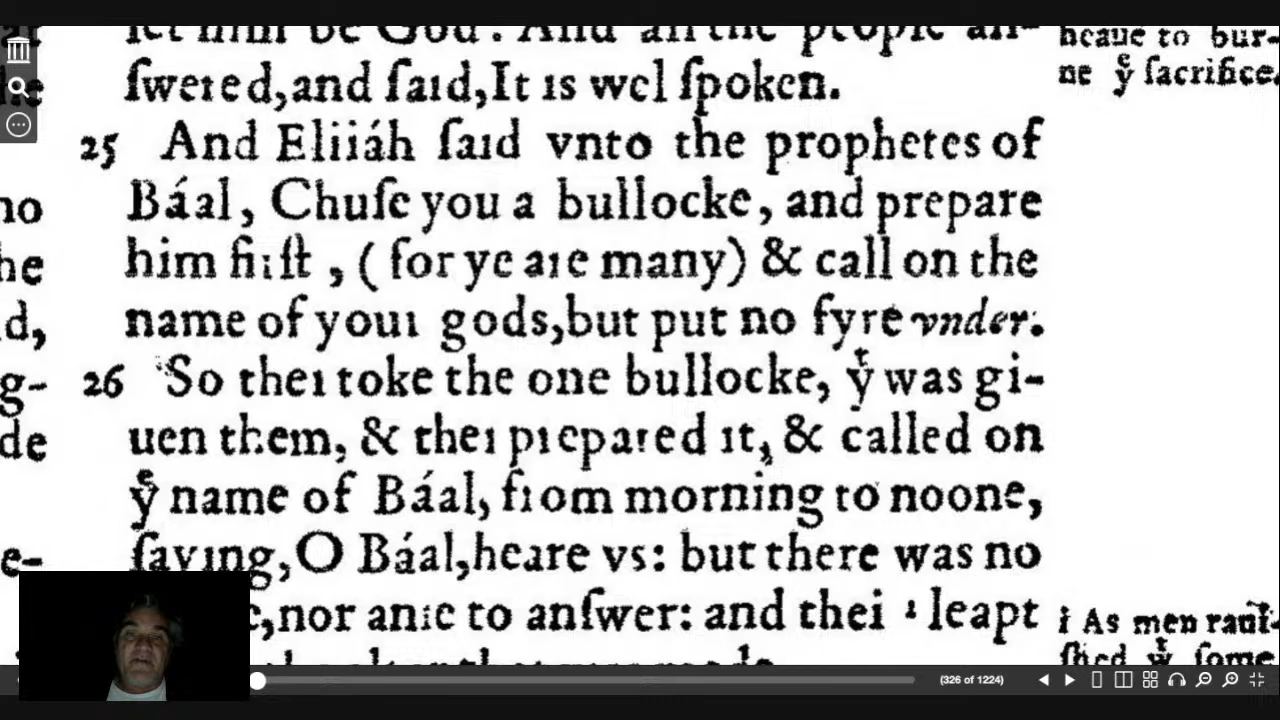 let him be God. And all the people an-
ſwered,and ſaid,It is wel ſpoken.
25 And Eliiáh ſaid vnto the prophetes of
Báal, Chuſe you a bullocke, and prepare
him firſt , ( for ye are many) & call on the
name of your gods,but put no fyre vnder.
26 So thei toke the one bullocke, yͭ was gi-
uen them, & thei prepared it, & called on
yͤ name of Báal, from morning to noone,
ſaying,O Báal,heare vs: but there was no
,nor anie to anſwer: and thei i leapt
heaue to bur-
ne yͤ ſacrifice.
i As men raui-
ſhed wͭ ſome
no
he
d,
g-
de
e-
(326 of 1224)